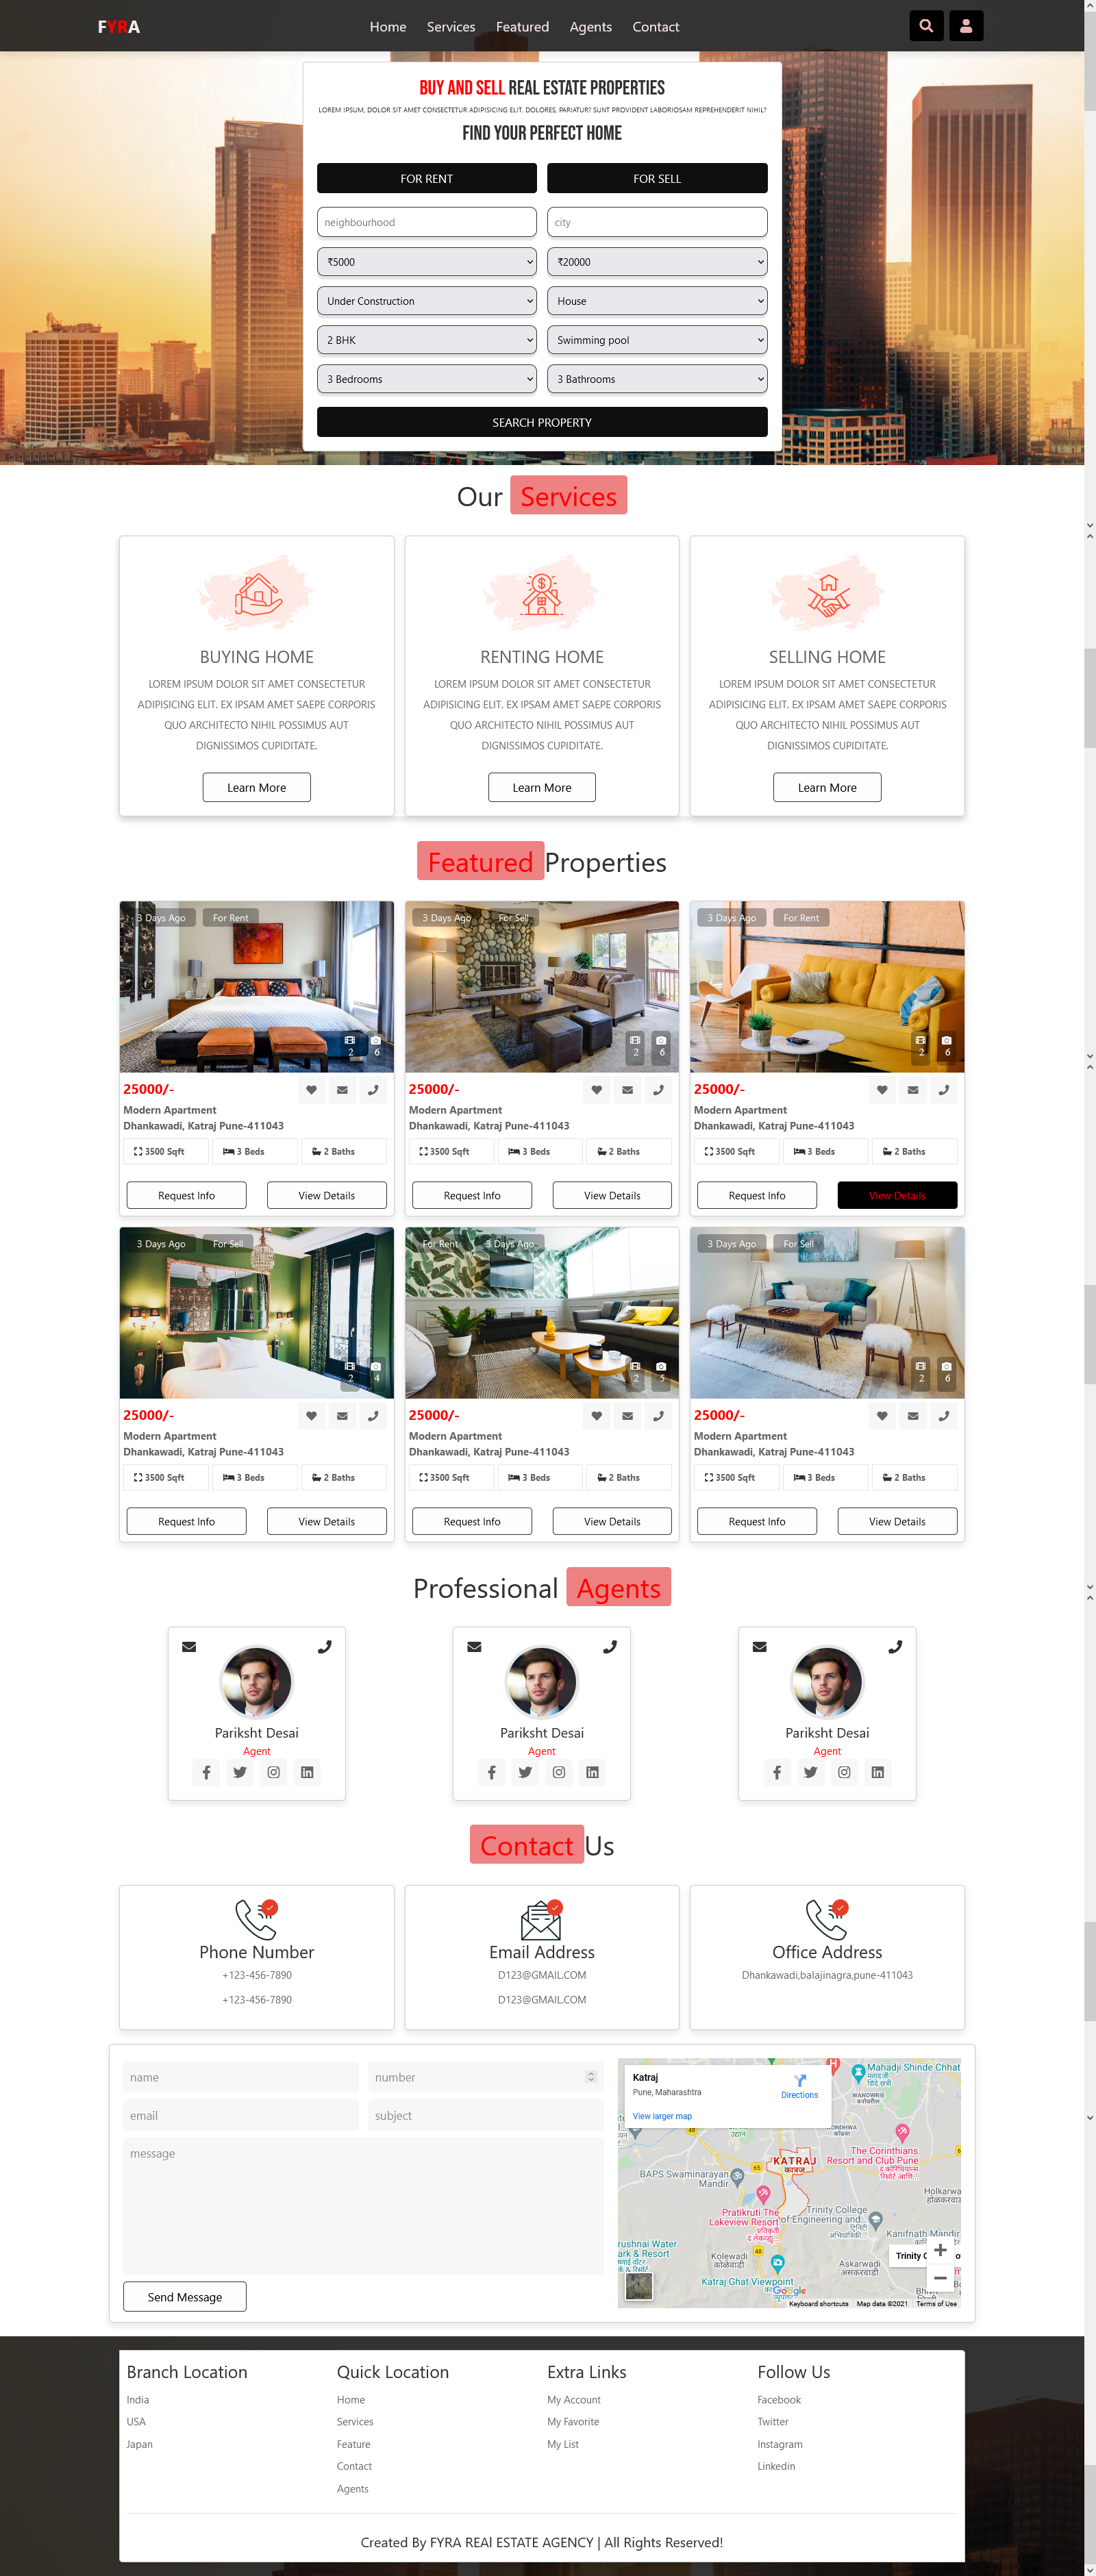 FYRA
Home Services Featured Agents Contact
BUY AND SELL REAL ESTATE PROPERTIES
LOREM IPSUM, DOLOR SIT AMET CONSECTETUR ADIPISICING ELIT. DOLORES, PARIATUR? SUNT PROVIDENT LABORIOSAM REPREHENDERIT NIHIL?
FIND YOUR PERFECT HOME
FOR RENT FOR SELL
neighbourhood city
₹5000 ₹20000
Under Construction House
2 BHK Swimming pool
3 Bedrooms 3 Bathrooms
SEARCH PROPERTY
Our Services
BUYING HOME
LOREM IPSUM DOLOR SIT AMET CONSECTETUR
ADIPISICING ELIT. EX IPSAM AMET SAEPE CORPORIS
QUO ARCHITECTO NIHIL POSSIMUS AUT
DIGNISSIMOS CUPIDITATE.
Learn More
RENTING HOME
LOREM IPSUM DOLOR SIT AMET CONSECTETUR
ADIPISICING ELIT. EX IPSAM AMET SAEPE CORPORIS
QUO ARCHITECTO NIHIL POSSIMUS AUT
DIGNISSIMOS CUPIDITATE.
Learn More
SELLING HOME
LOREM IPSUM DOLOR SIT AMET CONSECTETUR
ADIPISICING ELIT. EX IPSAM AMET SAEPE CORPORIS
QUO ARCHITECTO NIHIL POSSIMUS AUT
DIGNISSIMOS CUPIDITATE.
Learn More
Featured Properties
3 Days Ago For Rent
2 6
25000/-
Modern Apartment
Dhankawadi, Katraj Pune-411043
3500 Sqft 3 Beds 2 Baths
Request Info View Details
3 Days Ago For Sell
2 6
25000/-
Modern Apartment
Dhankawadi, Katraj Pune-411043
3500 Sqft 3 Beds 2 Baths
Request Info View Details
3 Days Ago For Rent
2 6
25000/-
Modern Apartment
Dhankawadi, Katraj Pune-411043
3500 Sqft 3 Beds 2 Baths
Request Info View Details
3 Days Ago For Sell
2 4
25000/-
Modern Apartment
Dhankawadi, Katraj Pune-411043
3500 Sqft 3 Beds 2 Baths
Request Info View Details
For Rent 3 Days Ago
2 5
25000/-
Modern Apartment
Dhankawadi, Katraj Pune-411043
3500 Sqft 3 Beds 2 Baths
Request Info View Details
3 Days Ago For Sell
2 6
25000/-
Modern Apartment
Dhankawadi, Katraj Pune-411043
3500 Sqft 3 Beds 2 Baths
Request Info View Details
Professional Agents
Pariksht Desai
Agent
Pariksht Desai
Agent
Pariksht Desai
Agent
Contact Us
Phone Number
+123-456-7890
+123-456-7890
Email Address
D123@GMAIL.COM
D123@GMAIL.COM
Office Address
Dhankawadi,balajinagra,pune-411043
name number
email subject
message
Send Message
Katraj
Pune, Maharashtra
Directions
View larger map
Mahadji Shinde Chhat
WANOWRIE
वानोवरिए
48
The Corinthians
Resort and Club Pune
KATRAJ
कात्रज
65
BAPS Swaminarayan
Mandir
Pratikruti The
Lakeview Resort
Trinity College
of Engineering and...
Holkarwa
होळकरवा
Kanifnath Mandir
48
Kolewadi
कोळेवाडी
Askarwadi
असकरवाडी
Katraj Ghat Viewpoint
Google
Keyboard shortcuts Map data ©2021 Terms of Use
Branch Location
India
USA
Japan
Quick Location
Home
Services
Feature
Contact
Agents
Extra Links
My Account
My Favorite
My List
Follow Us
Facebook
Twitter
Instagram
Linkedin
Created By FYRA REAl ESTATE AGENCY | All Rights Reserved!